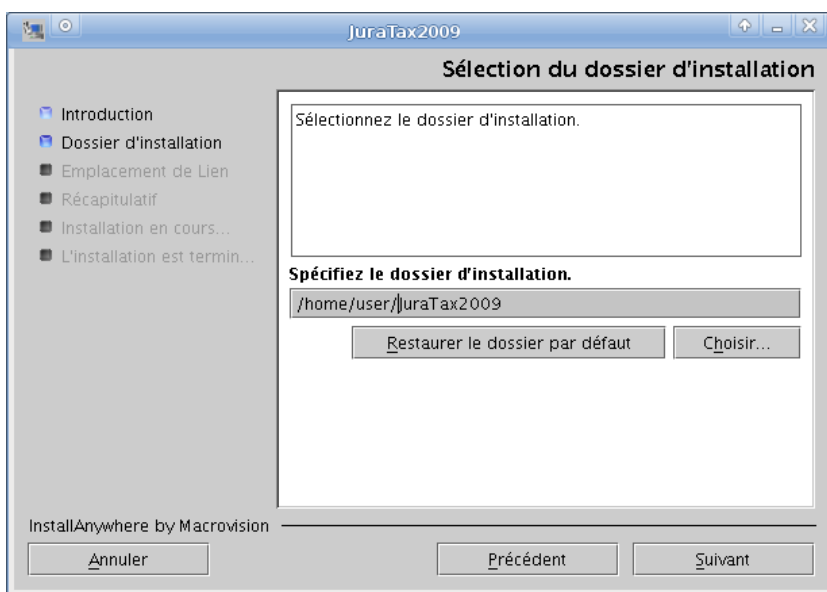 JuraTax2009
Sélection du dossier d'installation
Introduction
Dossier d'installation
Emplacement de Lien
Récapitulatif
Installation en cours...
L'installation est termin...
Sélectionnez le dossier d'installation.
Spécifiez le dossier d'installation.
/home/user/JuraTax2009
Restaurer le dossier par défaut
Choisir...
InstallAnywhere by Macrovision
Annuler
Précédent
Suivant